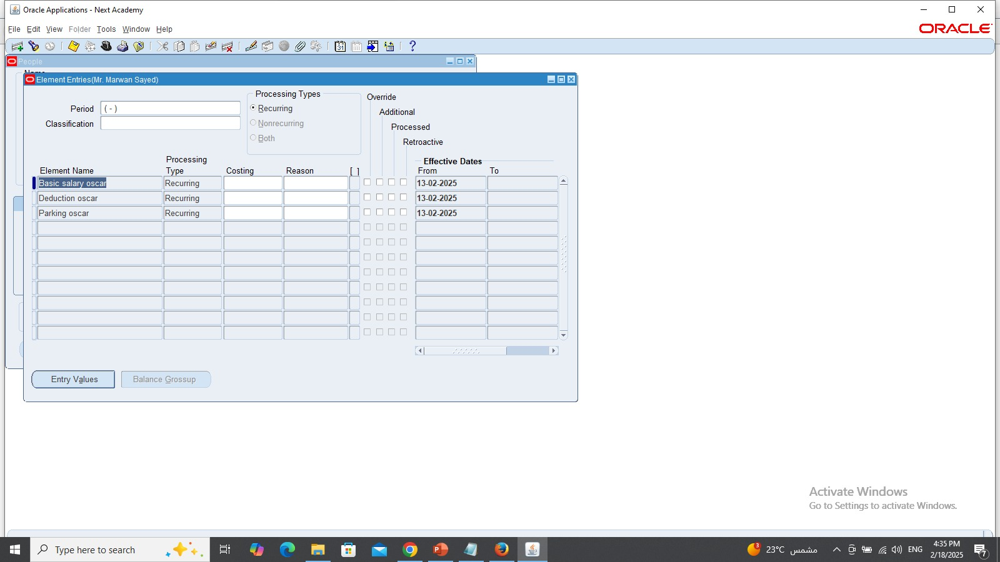 Oracle Applications - Next Academy
File Edit View Folder Tools Window Help
ORACLE
People
Element Entries(Mr. Marwan Sayed)
Period ( - )
Classification
Processing Types
Recurring
Nonrecurring
Both
Override
Additional
Processed
Retroactive
Effective Dates
Element Name Processing Type Costing Reason [ ] From To
Basic salary oscar Recurring 13-02-2025
Deduction oscar Recurring 13-02-2025
Parking oscar Recurring 13-02-2025
Entry Values Balance Grossup
Activate Windows
Go to Settings to activate Windows.
Type here to search
3
23°C مشمس
ENG
4:35 PM
2/18/2025
7